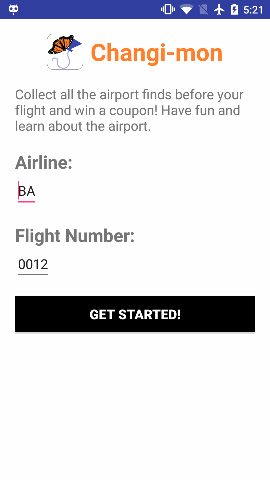 5:21
Changi-mon
Collect all the airport finds before your
flight and win a coupon! Have fun and
learn about the airport.
Airline:
BA
Flight Number:
0012
GET STARTED!